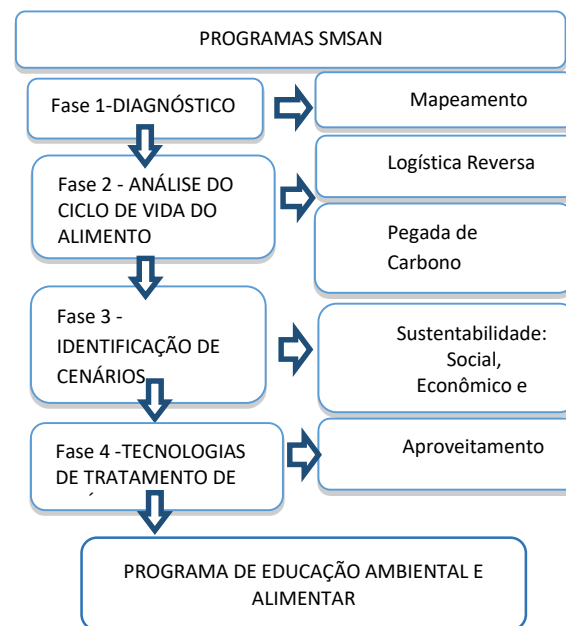 PROGRAMAS SMSAN
Fase 1-DIAGNÓSTICO
Mapeamento
Fase 2 - ANÁLISE DO
CICLO DE VIDA DO
ALIMENTO
Logística Reversa
Pegada de
Carbono
Fase 3 -
IDENTIFICAÇÃO DE
CENÁRIOS
Sustentabilidade:
Social,
Econômico e
Fase 4 -TECNOLOGIAS
DE TRATAMENTO DE
Aproveitamento
PROGRAMA DE EDUCAÇÃO AMBIENTAL E
ALIMENTAR